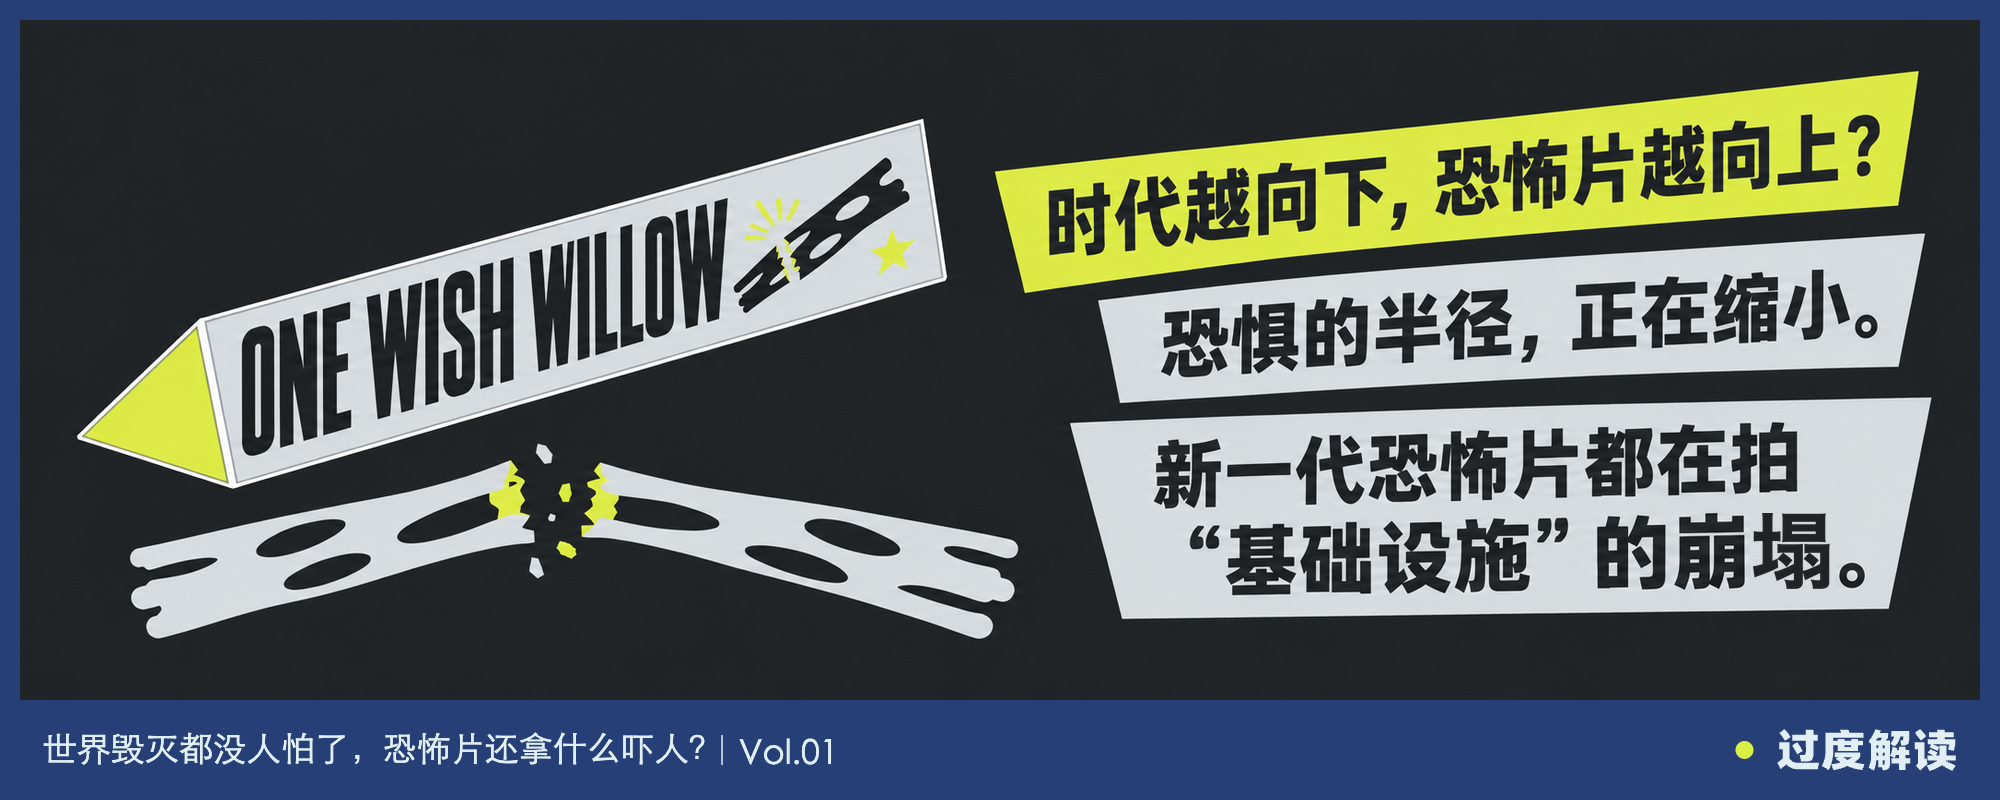 ONE WISH WILLOW
时代越向下，恐怖片越向上？
恐惧的半径，正在缩小。
新一代恐怖片都在拍
“基础设施”的崩塌。
世界毁灭都没人怕了，恐怖片还拿什么吓人？｜Vol.01
过度解读